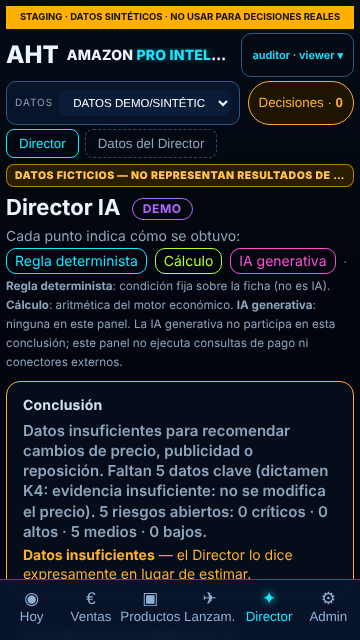 STAGING · DATOS SINTÉTICOS · NO USAR PARA DECISIONES REALES
AHT AMAZON PRO INTEL... auditor · viewer ▾
DATOS DATOS DEMO/SINTÉTIC Decisiones · 0
Director Datos del Director
DATOS FICTICIOS — NO REPRESENTAN RESULTADOS DE ...
Director IA DEMO
Cada punto indica cómo se obtuvo:
Regla determinista Cálculo IA generativa ·
Regla determinista: condición fija sobre la ficha (no es IA).
Cálculo: aritmética del motor económico. IA generativa:
ninguna en este panel. La IA generativa no participa en esta
conclusión; este panel no ejecuta consultas de pago ni
conectores externos.
Conclusión
Datos insuficientes para recomendar
cambios de precio, publicidad o
reposición. Faltan 5 datos clave (dictamen
K4: evidencia insuficiente: no se modifica
el precio). 5 riesgos abiertos: 0 críticos · 0
altos · 5 medios · 0 bajos.
Datos insuficientes — el Director lo dice
expresamente en lugar de estimar.
Hoy Ventas Productos Lanzam. Director Admin